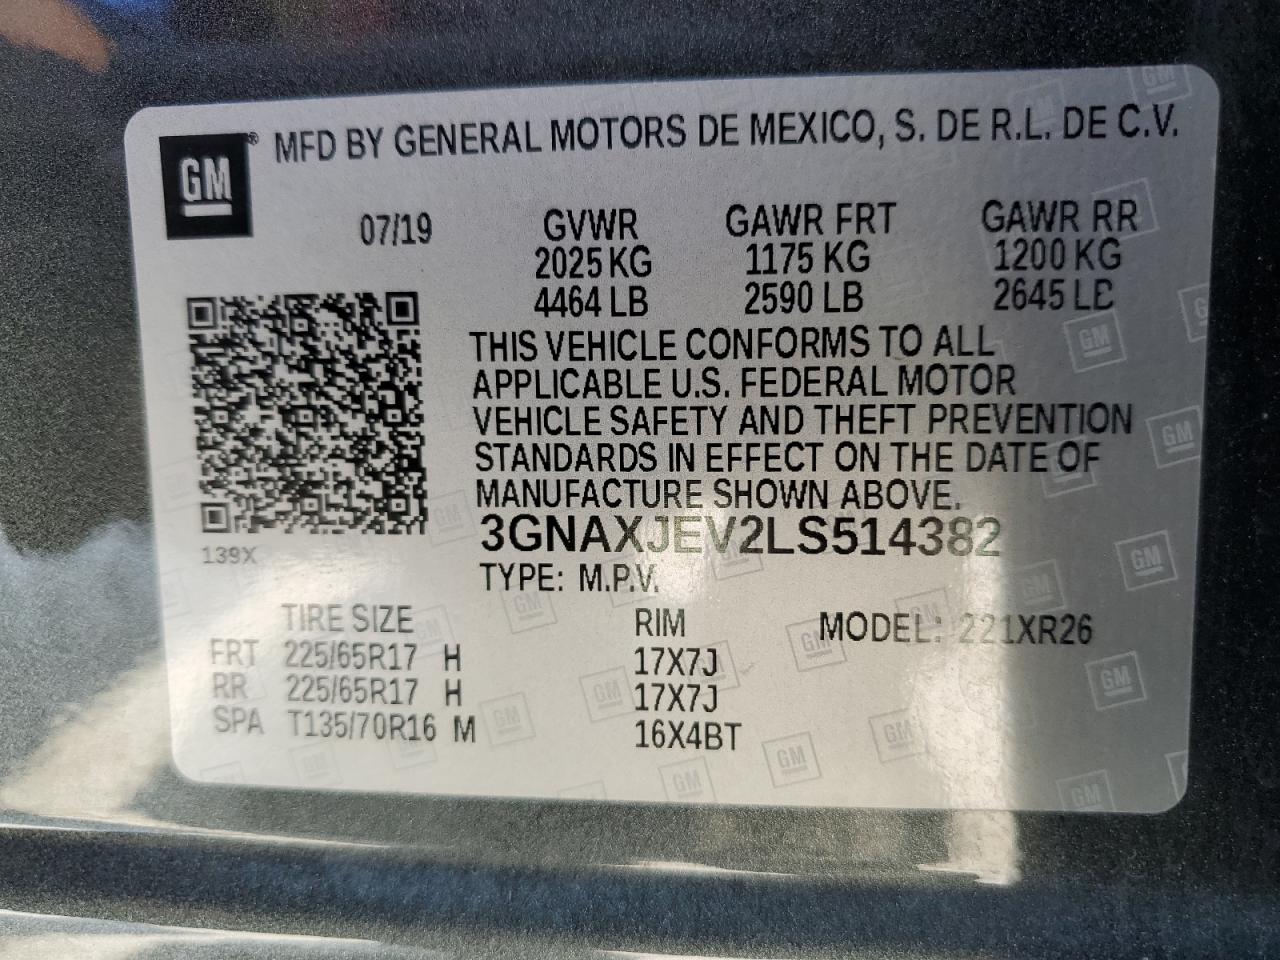 GM® MFD BY GENERAL MOTORS DE MEXICO, S. DE R.L. DE C.V.
07/19 GVWR GAWR FRT GAWR RR
2025 KG 1175 KG 1200 KG
4464 LB 2590 LB 2645 LB
THIS VEHICLE CONFORMS TO ALL
APPLICABLE U.S. FEDERAL MOTOR
VEHICLE SAFETY AND THEFT PREVENTION
STANDARDS IN EFFECT ON THE DATE OF
MANUFACTURE SHOWN ABOVE.
3GNAXJEV2LS514382
139X
TYPE: M.P.V.
TIRE SIZE RIM MODEL: 221XR26
FRT 225/65R17 H 17X7J
RR 225/65R17 H 17X7J
SPA T135/70R16 M 16X4BT